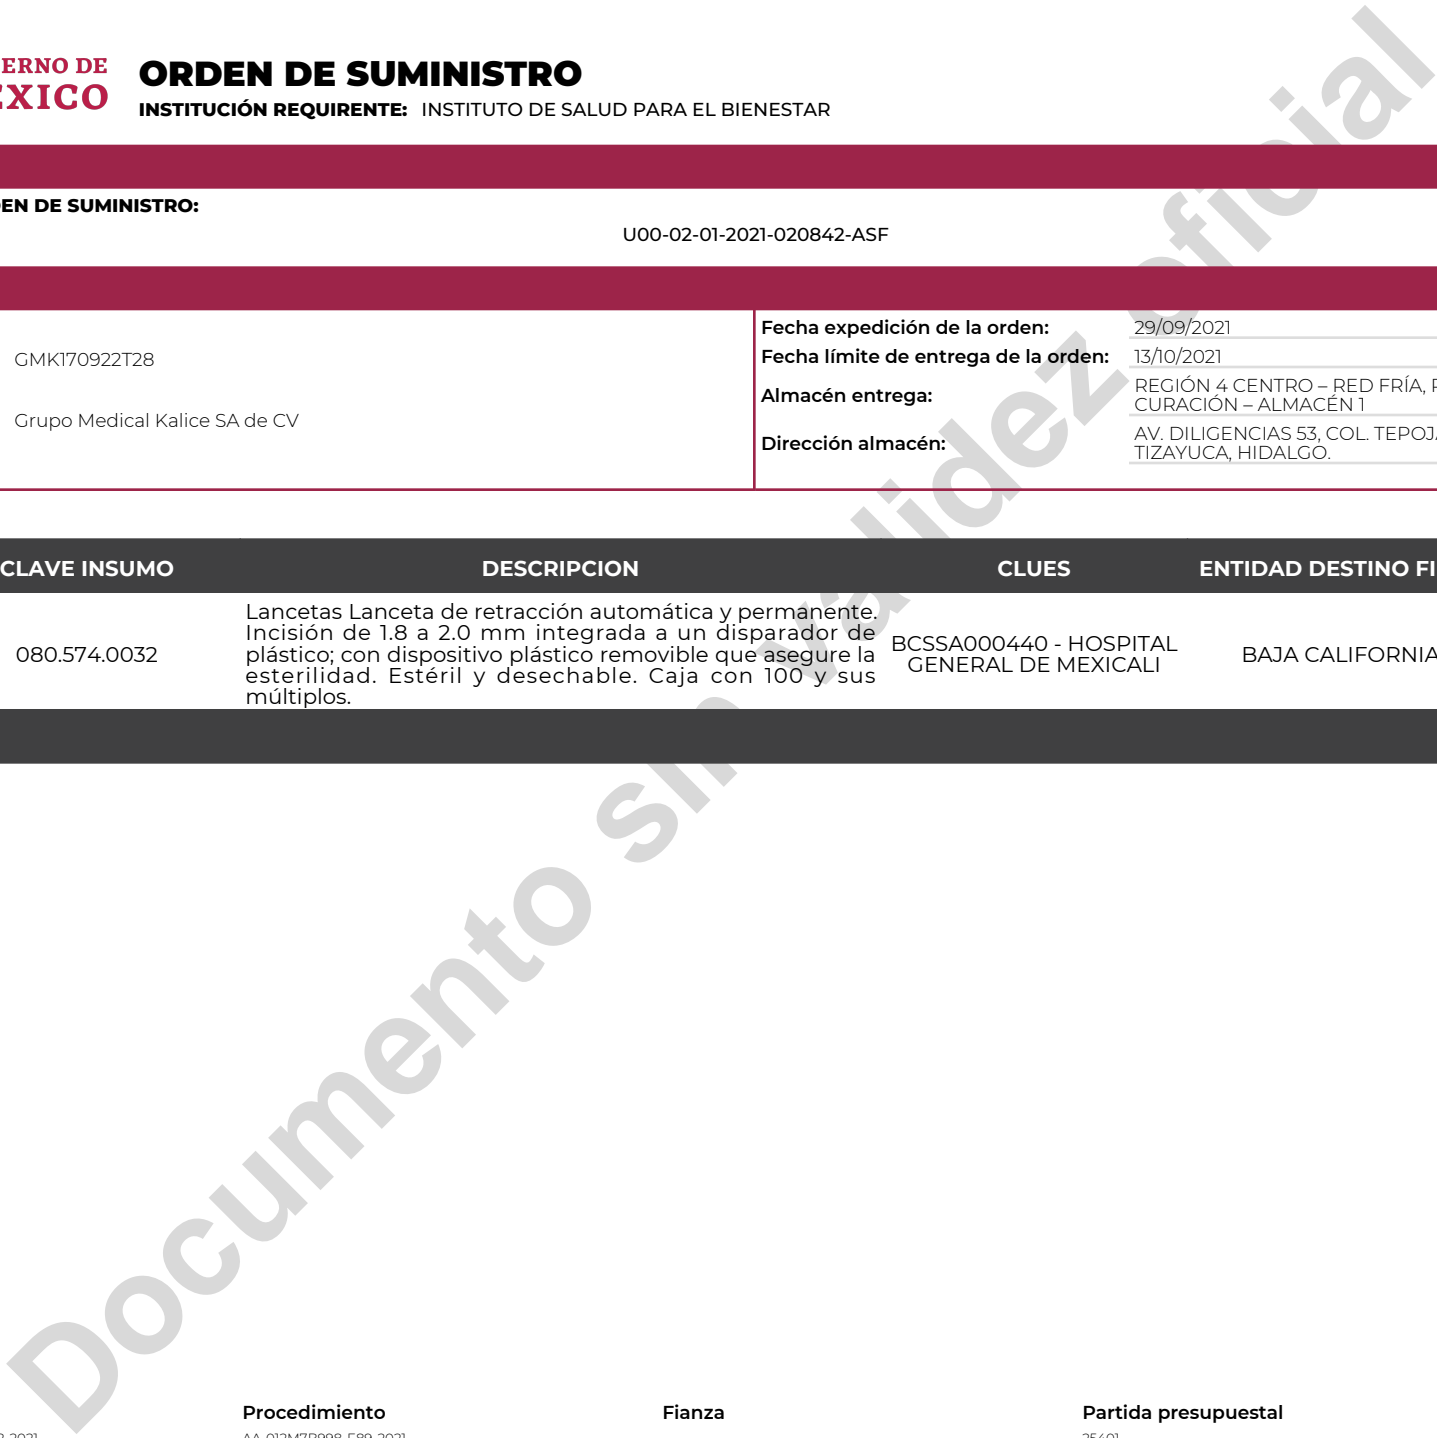 ERNO DE
EXICO
ORDEN DE SUMINISTRO
INSTITUCIÓN REQUIRENTE: INSTITUTO DE SALUD PARA EL BIENESTAR
EN DE SUMINISTRO:
U00-02-01-2021-020842-ASF
GMK170922T28
Grupo Medical Kalice SA de CV
Fecha expedición de la orden: 29/09/2021
Fecha límite de entrega de la orden: 13/10/2021
Almacén entrega:
REGIÓN 4 CENTRO – RED FRÍA,
CURACIÓN – ALMACÉN 1
Dirección almacén:
AV. DILIGENCIAS 53, COL. TEPOJ
TIZAYUCA, HIDALGO.
CLAVE INSUMO DESCRIPCION CLUES ENTIDAD DESTINO FI
080.574.0032
Lancetas Lanceta de retracción automática y permanente.
Incisión de 1.8 a 2.0 mm integrada a un disparador de
plástico; con dispositivo plástico removible que asegure la
esterilidad. Estéril y desechable. Caja con 100 y sus
múltiplos.
BCSSA000440 - HOSPITAL
GENERAL DE MEXICALI
BAJA CALIFORNIA
Documento sin validez oficial
Procedimiento Fianza Partida presupuestal